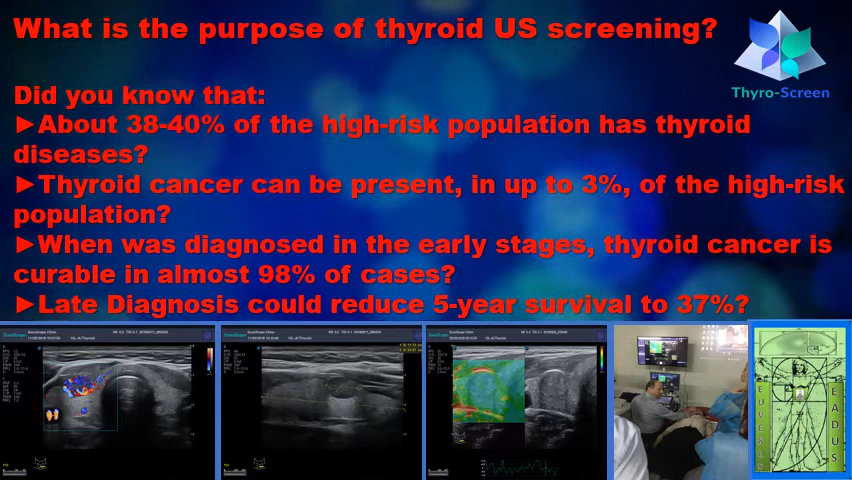 What is the purpose of thyroid US screening?
Thyro-Screen
Did you know that:
►About 38-40% of the high-risk population has thyroid
diseases?
►Thyroid cancer can be present, in up to 3%, of the high-risk
population?
►When was diagnosed in the early stages, thyroid cancer is
curable in almost 98% of cases?
►Late Diagnosis could reduce 5-year survival to 37%?
EUVEKUS
EADUS